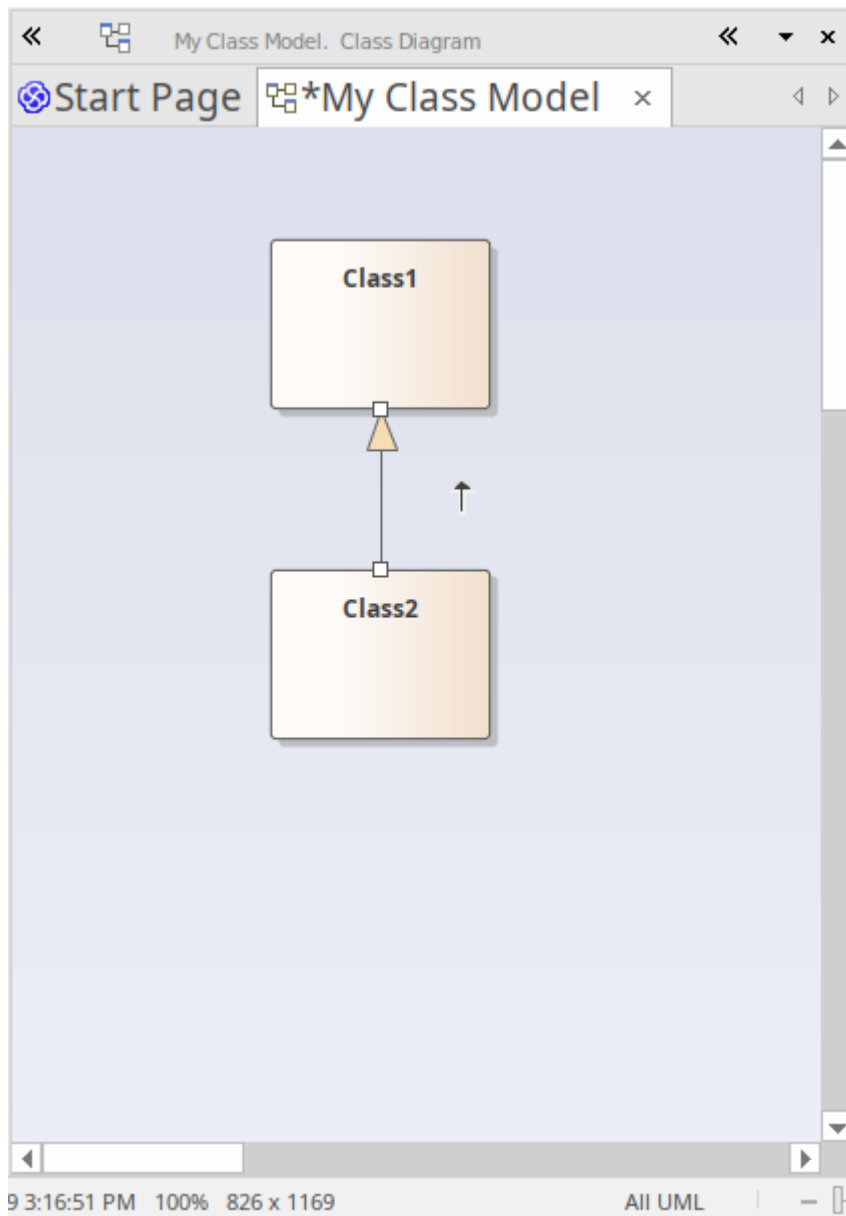 My Class Model. Class Diagram
Start Page *My Class Model
Class1
Class2
9 3:16:51 PM 100% 826 x 1169 All UML